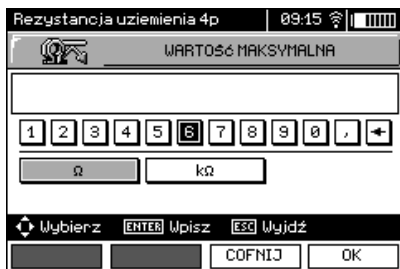 Rezystancja uziemienia 4p 09:15
WARTOŚĆ MAKSYMALNA
1 2 3 4 5 6 7 8 9 0 , ←
Ω kΩ
Wybierz ENTER Wpisz ESC Wyjdź
COFNIJ OK